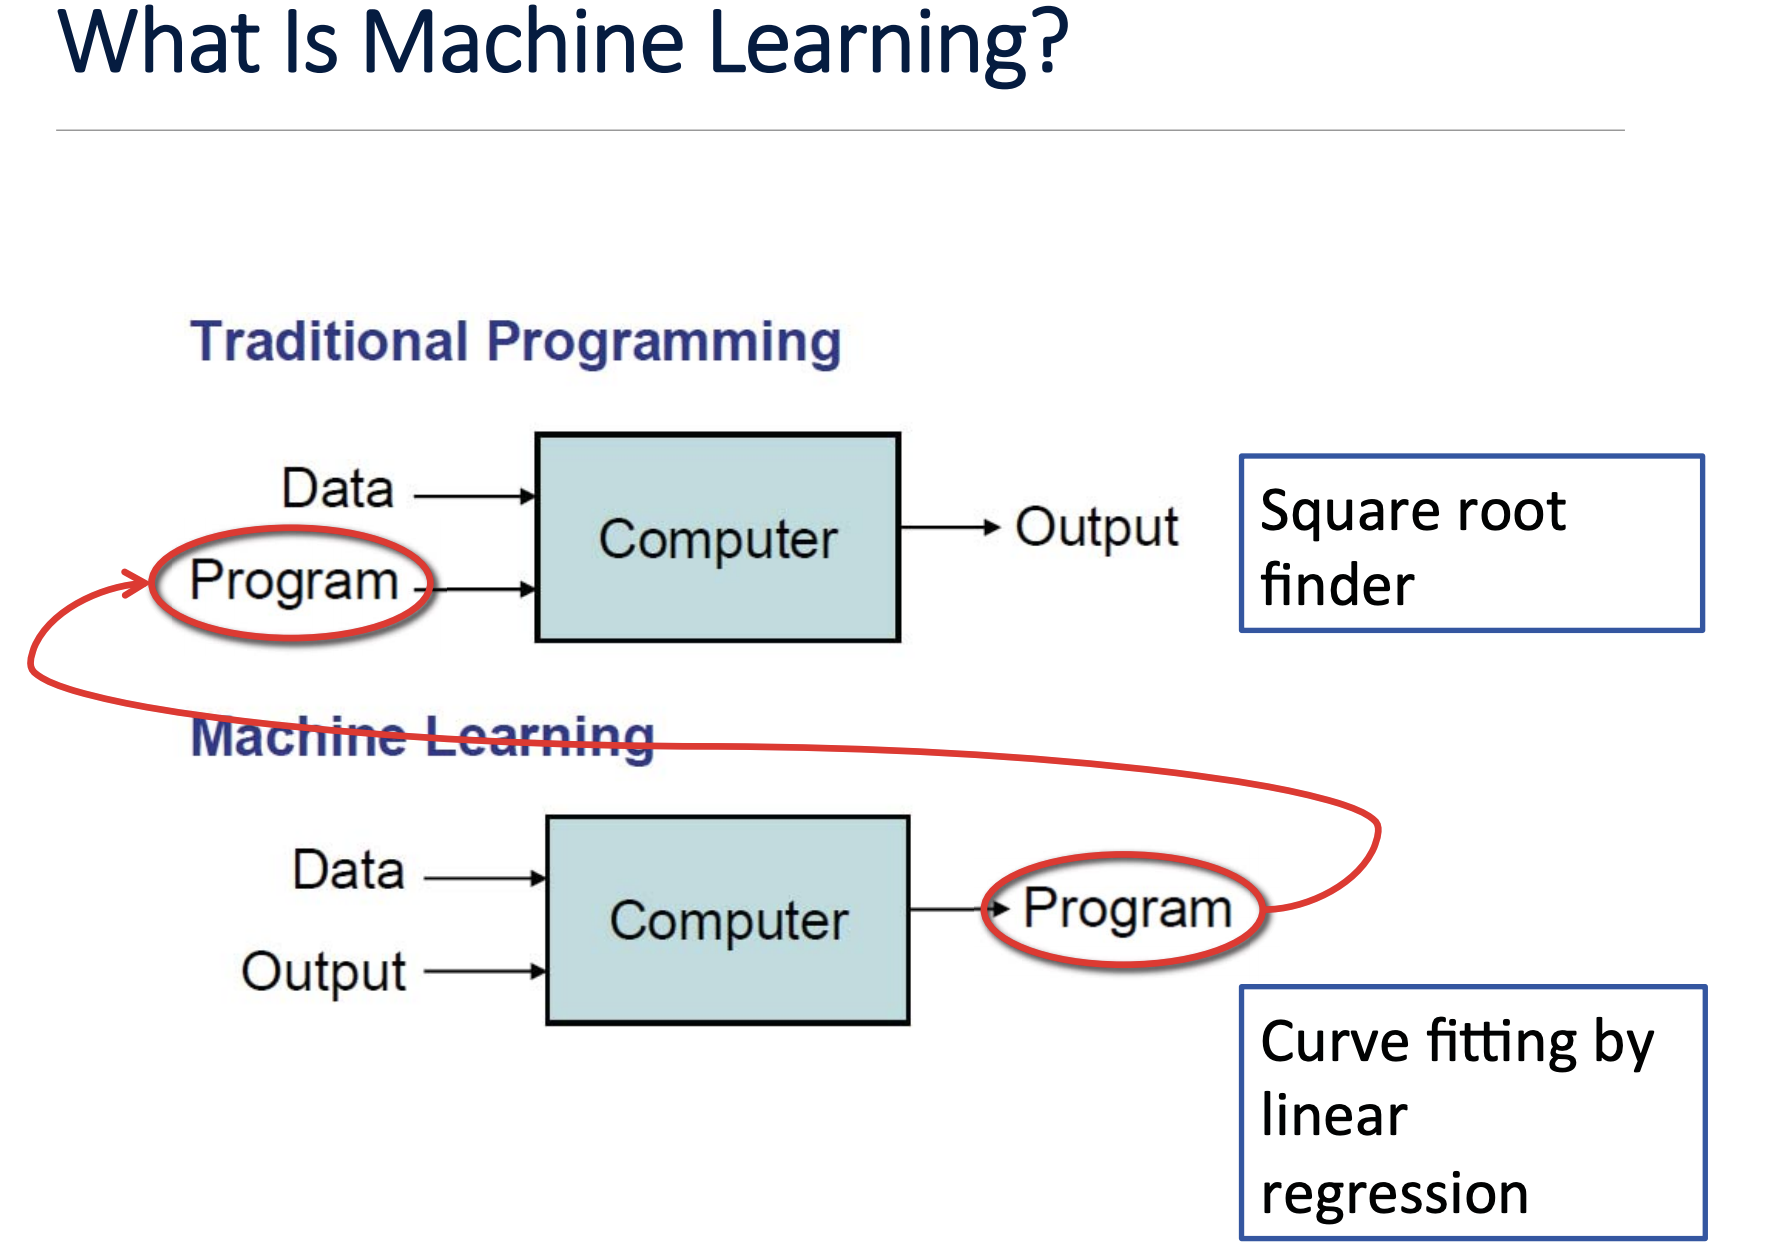 What Is Machine Learning?
Traditional Programming
Data
Program
Computer
Output
Square root
finder
Machine Learning
Data
Output
Computer
Program
Curve fitting by
linear
regression